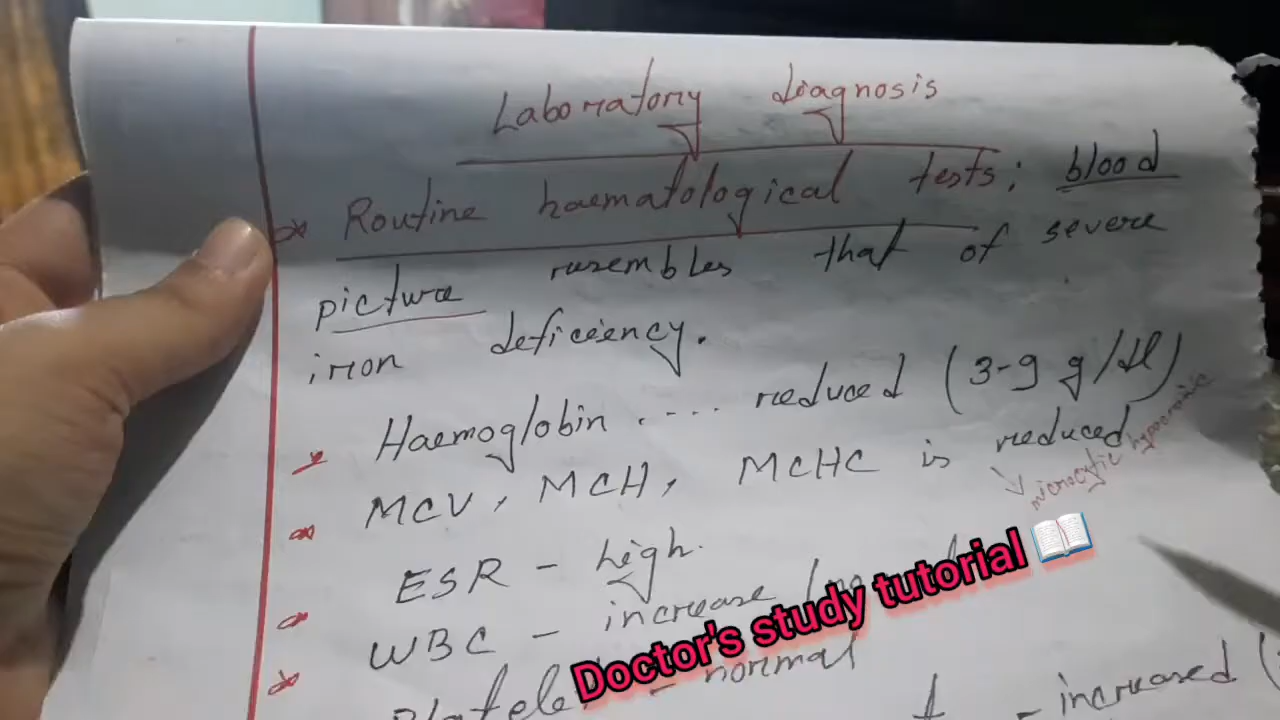 Laboratory diagnosis
Routine haematological tests; blood
picture resembles that of severe
iron deficiency.
Haemoglobin .... reduced (3-9 g/dl)
MCV, MCH, MCHC is reduced
microcytic hypocromic
ESR - high.
WBC - increase
Doctor's study tutorial 📖
- normal
- increased